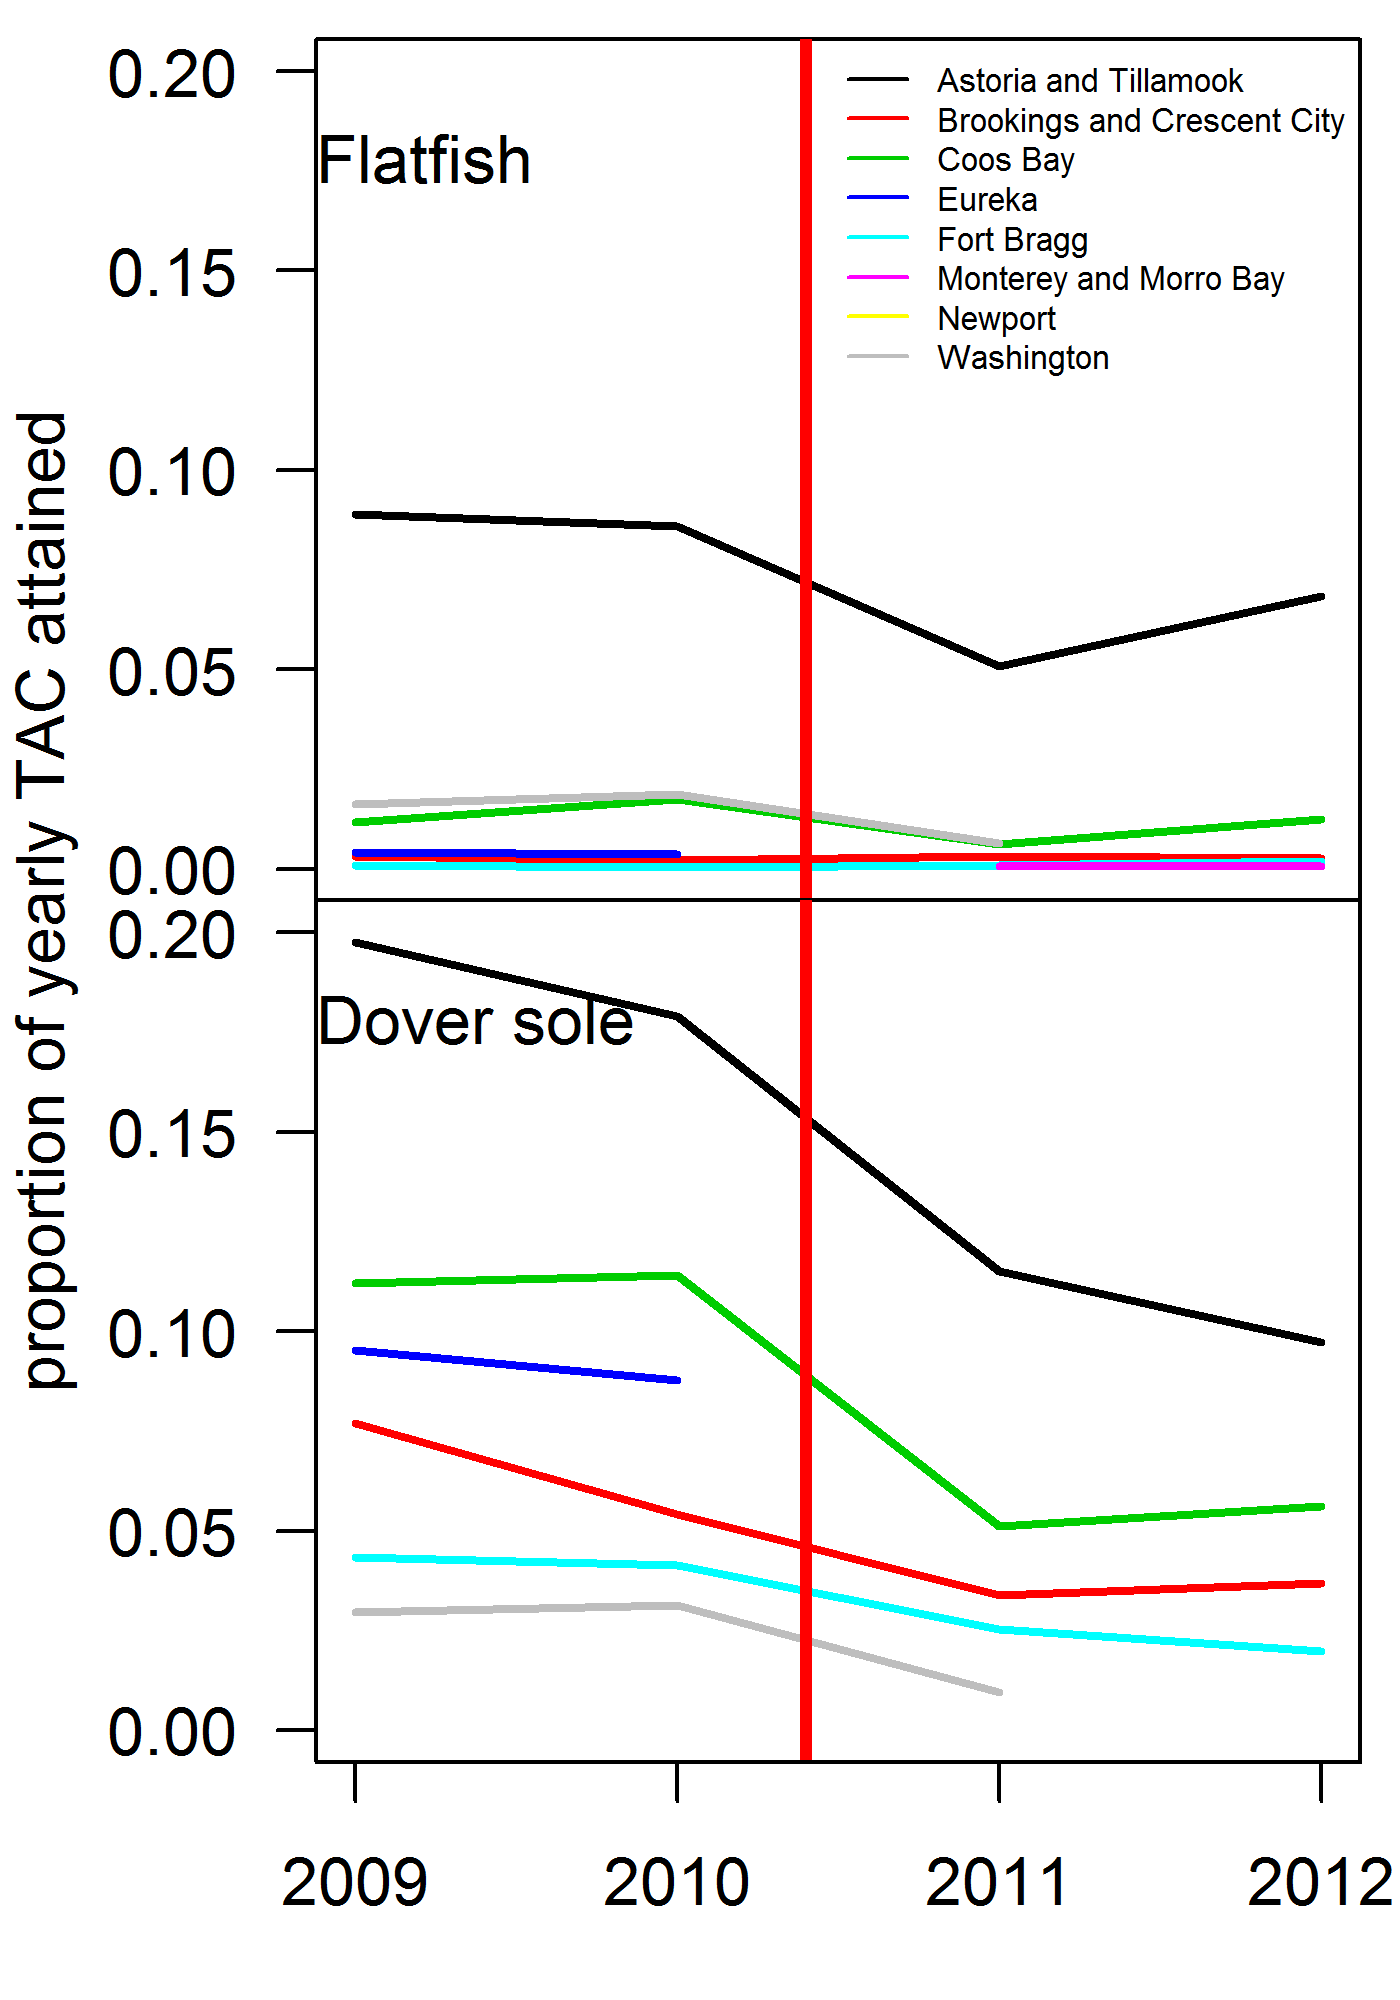 proportion of yearly TAC attained
0.20
0.15
0.10
0.05
0.00
Flatfish
Astoria and Tillamook
Brookings and Crescent City
Coos Bay
Eureka
Fort Bragg
Monterey and Morro Bay
Newport
Washington
0.20
0.15
0.10
0.05
0.00
Dover sole
2009 2010 2011 2012